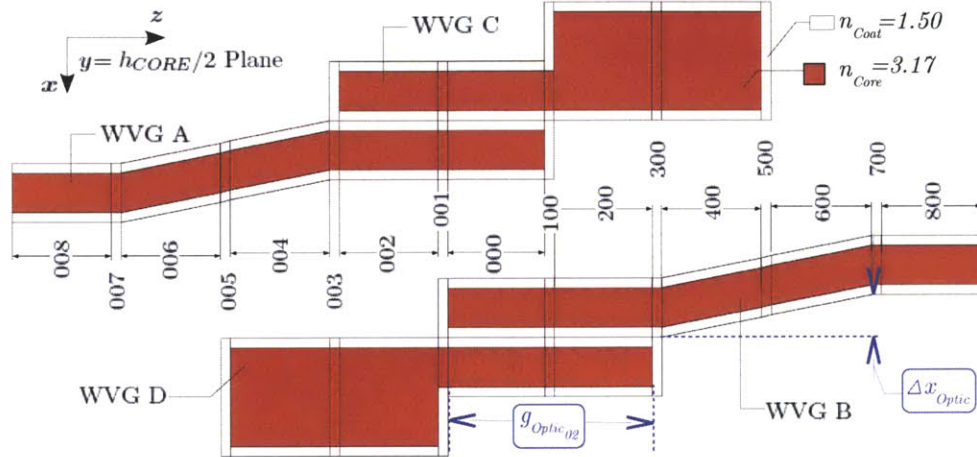 z
WVG C
n_Coat=1.50
y= h_CORE/2 Plane
x
n_Core=3.17
WVG A
008
007
006
005
004
003
002
001
000
100
200
300
400
500
600
700
800
WVG D
g_Optic_02
WVG B
Δx_Optic